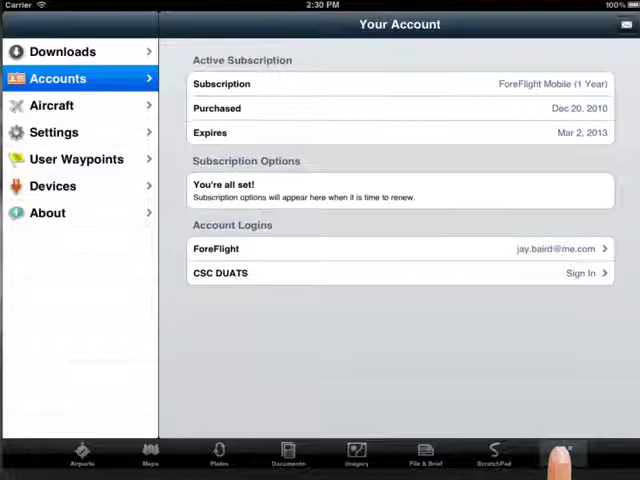 Carrier 2:30 PM 100%
Your Account
Downloads
Accounts
Aircraft
Settings
User Waypoints
Devices
About
Active Subscription
Subscription ForeFlight Mobile (1 Year)
Purchased Dec 20, 2010
Expires Mar 2, 2013
Subscription Options
You're all set!
Subscription options will appear here when it is time to renew.
Account Logins
ForeFlight jay.baird@me.com
CSC DUATS Sign In
Airports Maps Plates Documents Imagery File & Brief ScratchPad